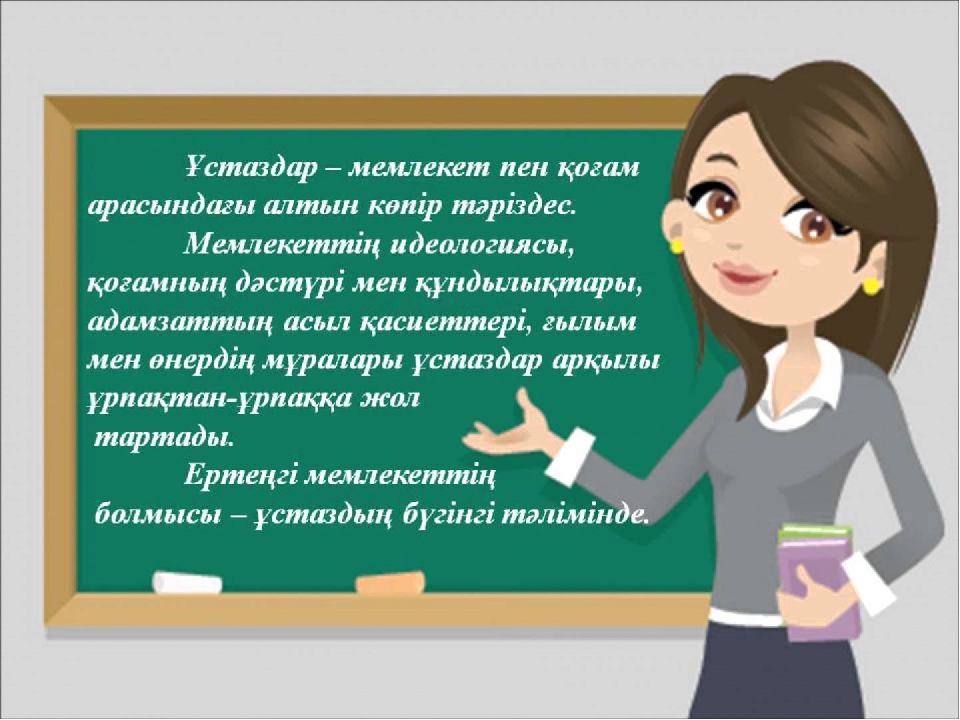 Ұстаздар – мемлекет пен қоғам
арасындағы алтын көпір тәріздес.
Мемлекеттің идеологиясы,
қоғамның дәстүрі мен құндылықтары,
адамзаттың асыл қасиеттері, ғылым
мен өнердің мұралары ұстаздар арқылы
ұрпақтан-ұрпаққа жол
тартады.
Ертеңгі мемлекеттің
болмысы – ұстаздың бүгінгі тәлімінде.